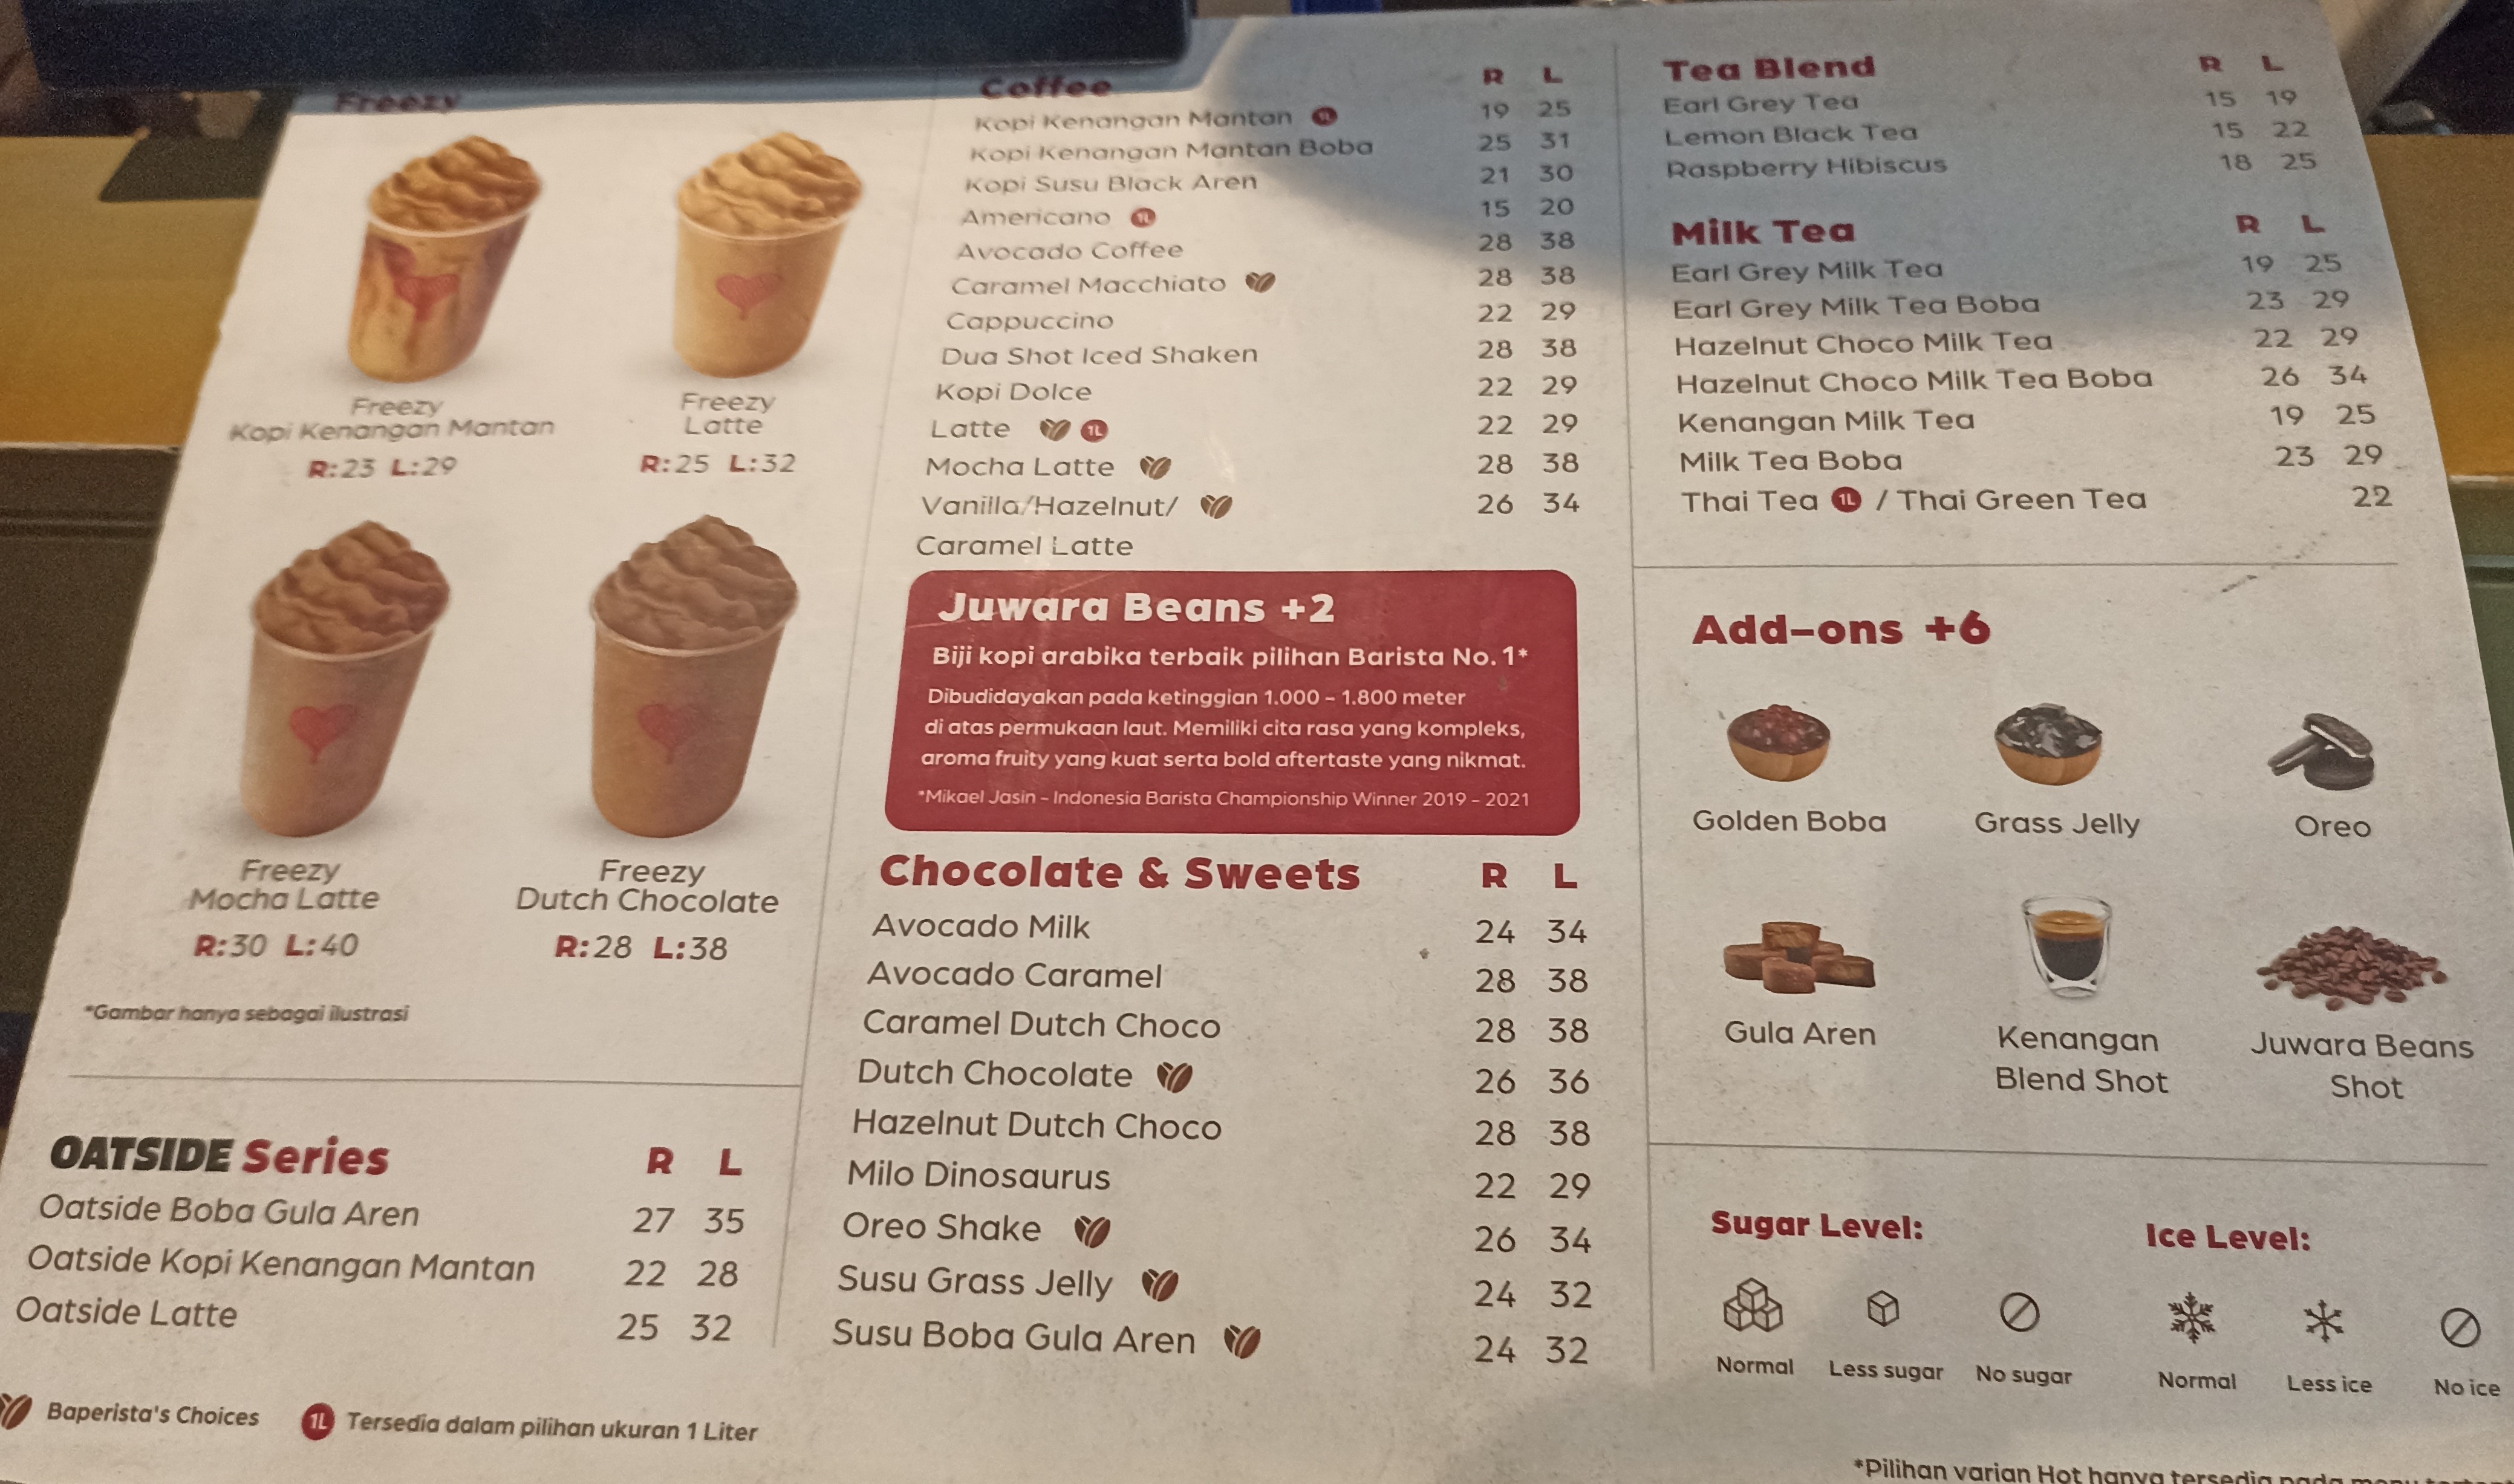 Freezy
Freezy
Kopi Kenangan Mantan
R:23 L:29
Freezy
Latte
R:25 L:32
Freezy
Mocha Latte
R:30 L:40
Freezy
Dutch Chocolate
R:28 L:38
*Gambar hanya sebagai ilustrasi
OATSIDE Series R L
Oatside Boba Gula Aren 27 35
Oatside Kopi Kenangan Mantan 22 28
Oatside Latte 25 32
Baperista's Choices
1L Tersedia dalam pilihan ukuran 1 Liter
Coffee R L
Kopi Kenangan Mantan 1L 19 25
Kopi Kenangan Mantan Boba 25 31
Kopi Susu Black Aren 21 30
Americano 1L 15 20
Avocado Coffee 28 38
Caramel Macchiato 28 38
Cappuccino 22 29
Dua Shot Iced Shaken 28 38
Kopi Dolce 22 29
Latte 1L 22 29
Mocha Latte 28 38
Vanilla/Hazelnut/ 26 34
Caramel Latte
Juwara Beans +2
Biji kopi arabika terbaik pilihan Barista No. 1*
Dibudidayakan pada ketinggian 1.000 - 1.800 meter
di atas permukaan laut. Memiliki cita rasa yang kompleks,
aroma fruity yang kuat serta bold aftertaste yang nikmat.
*Mikael Jasin - Indonesia Barista Championship Winner 2019 - 2021
Chocolate & Sweets R L
Avocado Milk 24 34
Avocado Caramel 28 38
Caramel Dutch Choco 28 38
Dutch Chocolate 26 36
Hazelnut Dutch Choco 28 38
Milo Dinosaurus 22 29
Oreo Shake 26 34
Susu Grass Jelly 24 32
Susu Boba Gula Aren 24 32
Tea Blend R L
Earl Grey Tea 15 19
Lemon Black Tea 15 22
Raspberry Hibiscus 18 25
Milk Tea R L
Earl Grey Milk Tea 19 25
Earl Grey Milk Tea Boba 23 29
Hazelnut Choco Milk Tea 22 29
Hazelnut Choco Milk Tea Boba 26 34
Kenangan Milk Tea 19 25
Milk Tea Boba 23 29
Thai Tea 1L / Thai Green Tea 22
Add-ons +6
Golden Boba
Grass Jelly
Oreo
Gula Aren
Kenangan
Blend Shot
Juwara Beans
Shot
Sugar Level:
Normal
Less sugar
No sugar
Ice Level:
Normal
Less ice
No ice
*Pilihan varian Hot hanya tersedia pada menu